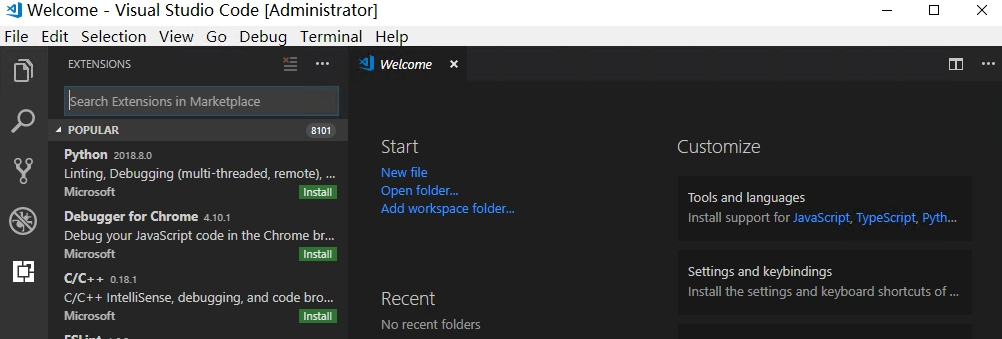 Welcome - Visual Studio Code [Administrator]
File Edit Selection View Go Debug Terminal Help
EXTENSIONS
Search Extensions in Marketplace
POPULAR 8101
Python 2018.8.0
Linting, Debugging (multi-threaded, remote), ...
Microsoft Install
Debugger for Chrome 4.10.1
Debug your JavaScript code in the Chrome br...
Microsoft Install
C/C++ 0.18.1
C/C++ IntelliSense, debugging, and code bro...
Microsoft Install
Welcome
Start
New file
Open folder...
Add workspace folder...
Recent
No recent folders
Customize
Tools and languages
Install support for JavaScript, TypeScript, Pyth...
Settings and keybindings
Install the settings and keyboard shortcuts of ...